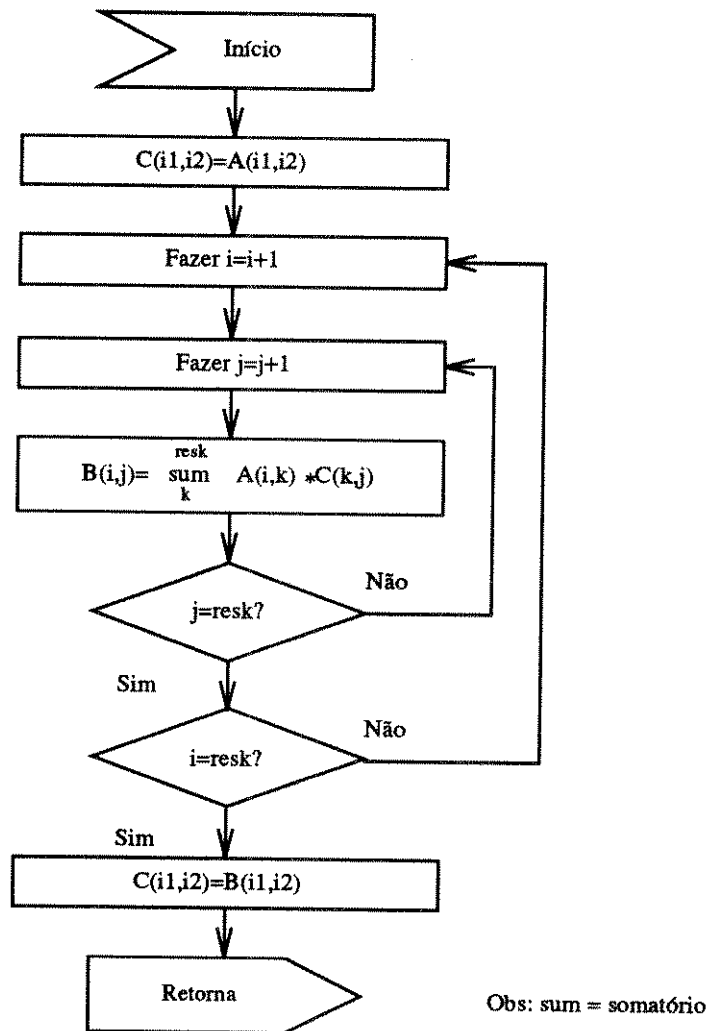 Início
C(i1,i2)=A(i1,i2)
Fazer i=i+1
Fazer j=j+1
resk
B(i,j)= sum A(i,k) *C(k,j)
k
Não
j=resk?
Sim
Não
i=resk?
Sim
C(i1,i2)=B(i1,i2)
Retorna
Obs: sum = somatório